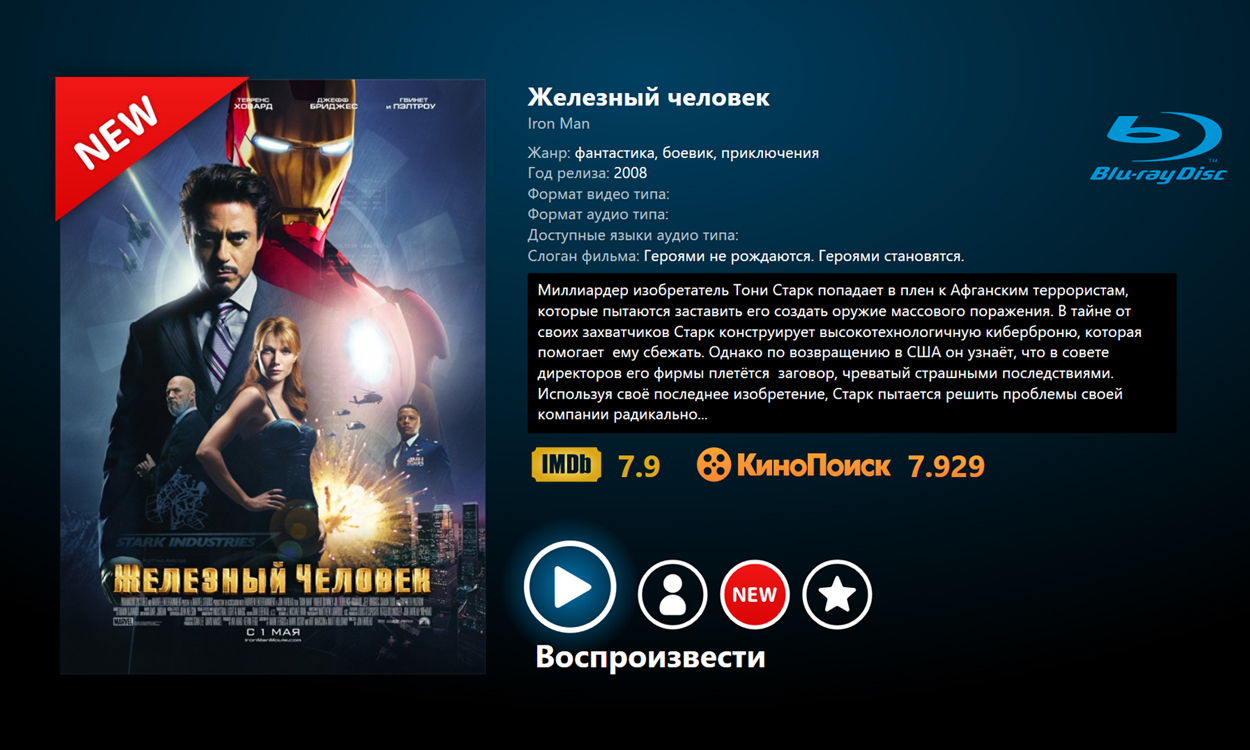 NEW
ТЕРРЕНС
ХОВАРД
ДЖЕФФ
БРИДЖЕС
ГВИНЕТ
и ПЭЛТРОУ
STARK INDUSTRIES
ЖЕЛЕЗНЫЙ ЧЕЛОВЕК
MARVEL
С 1 МАЯ
IronManMovie.com
Железный человек
Iron Man
Жанр: фантастика, боевик, приключения
Год релиза: 2008
Формат видео типа:
Формат аудио типа:
Доступные языки аудио типа:
Слоган фильма: Героями не рождаются. Героями становятся.
Blu-ray Disc
TM
Миллиардер изобретатель Тони Старк попадает в плен к Афганским террористам,
которые пытаются заставить его создать оружие массового поражения. В тайне от
своих захватчиков Старк конструирует высокотехнологичную киберброню, которая
помогает  ему сбежать. Однако по возвращению в США он узнаёт, что в совете
директоров его фирмы плетётся  заговор, чреватый страшными последствиями.
Используя своё последнее изобретение, Старк пытается решить проблемы своей
компании радикально...
IMDb 7.9 КиноПоиск 7.929
NEW
Воспроизвести